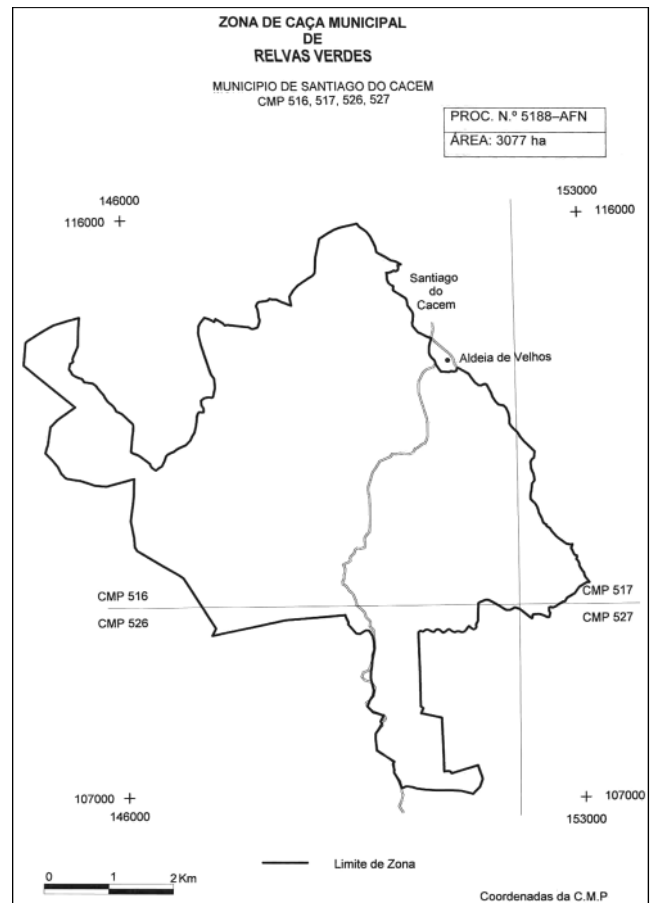 ZONA DE CAÇA MUNICIPAL
DE
RELVAS VERDES
MUNICIPIO DE SANTIAGO DO CACEM
CMP 516, 517, 526, 527
PROC. N.º 5188–AFN
ÁREA: 3077 ha
146000
116000
153000
116000
Santiago
do
Cacem
Aldeia de Velhos
CMP 516
CMP 517
CMP 526
CMP 527
107000
146000
107000
153000
Limite de Zona
0 1 2 Km
Coordenadas da C.M.P